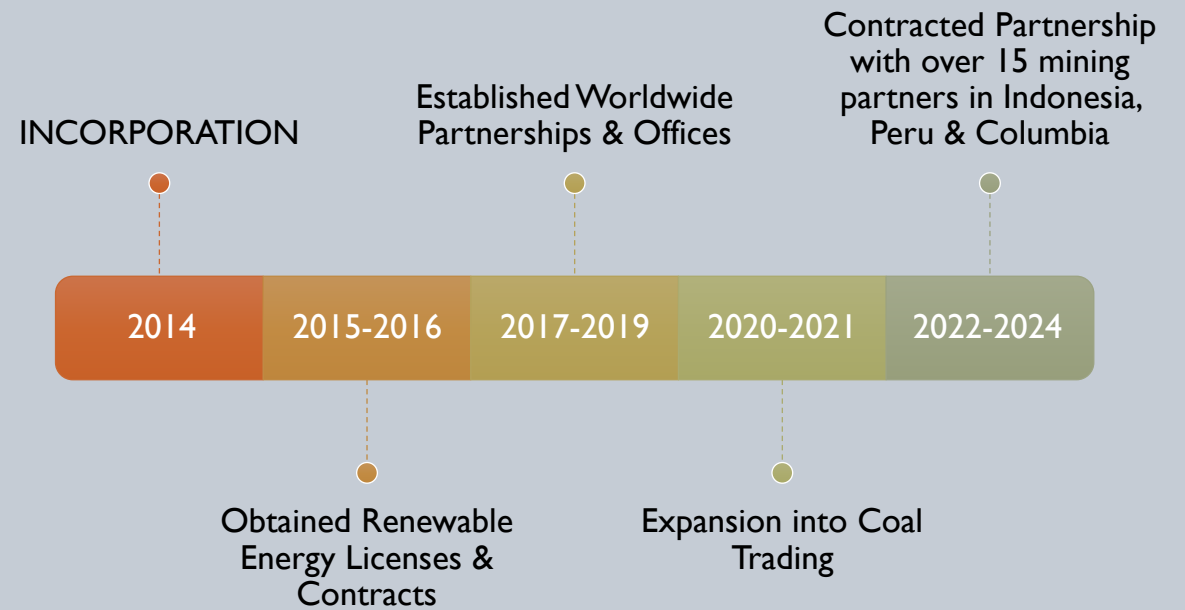 Contracted Partnership
with over 15 mining
partners in Indonesia,
Peru & Columbia
Established Worldwide
Partnerships & Offices
INCORPORATION
2014
2015-2016
2017-2019
2020-2021
2022-2024
Obtained Renewable
Energy Licenses &
Contracts
Expansion into Coal
Trading